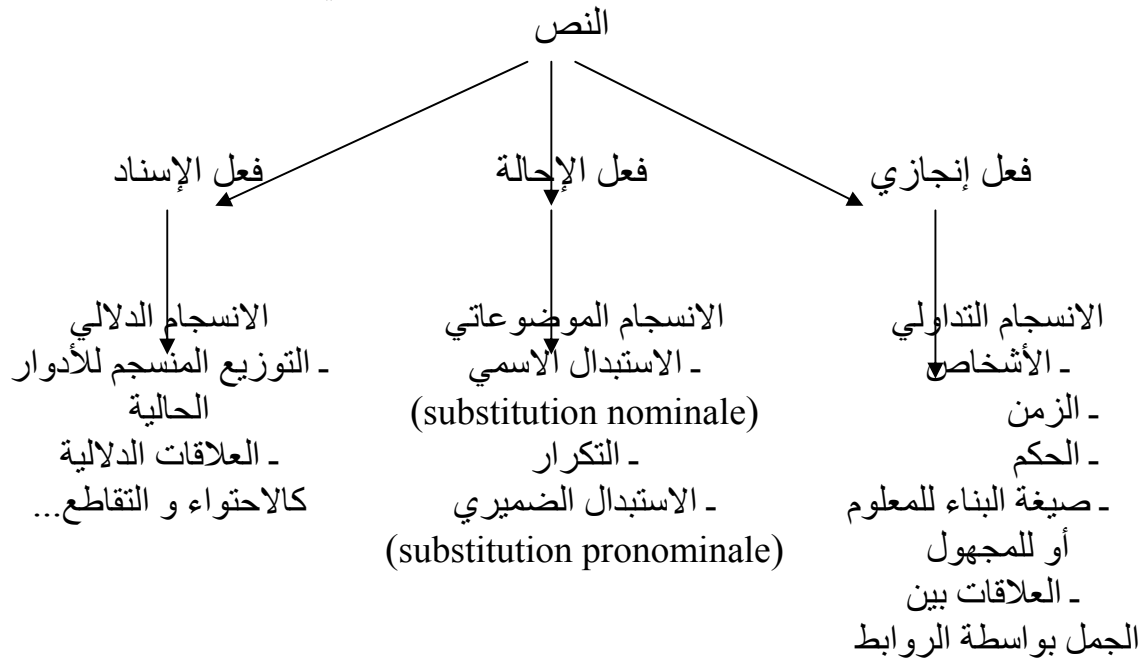 النص
فعل إنجازي
فعل الإحالة
فعل الإسناد
الانسجام التداولي
ـ الأشخاص
ـ الزمن
ـ الحكم
ـ صيغة البناء للمعلوم
أو للمجهول
ـ العلاقات بين
الجمل بواسطة الروابط
الانسجام الموضوعاتي
ـ الاستبدال الاسمي
(substitution nominale)
ـ التكرار
ـ الاستبدال الضميري
(substitution pronominale)
الانسجام الدلالي
ـ التوزيع المنسجم للأدوار
الحالية
ـ العلاقات الدلالية
كالاحتواء و التقاطع...